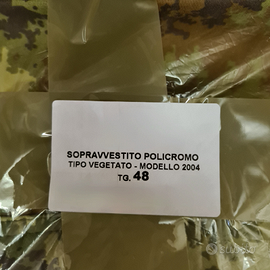 SOPRAVVESTITO POLICROMO
TIPO VEGETATO - MODELLO 2004
TG. 48